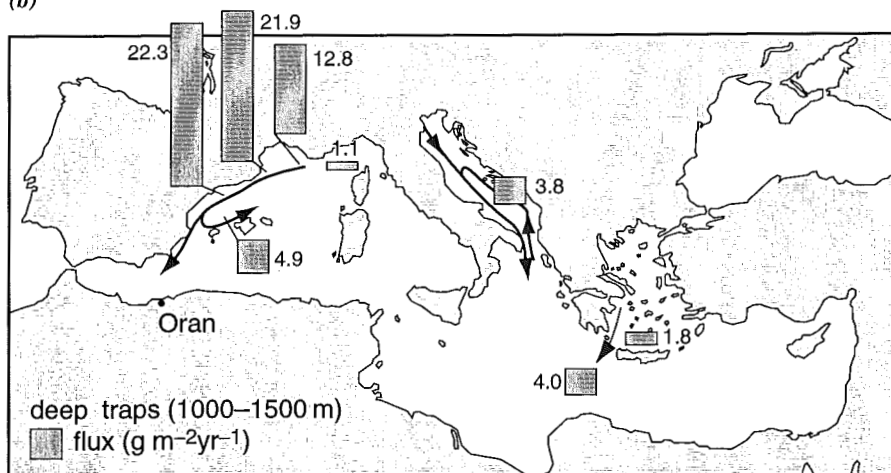 (b)
21.9
22.3
12.8
1.1
3.8
4.9
Oran
1.8
4.0
deep traps (1000–1500 m)
flux (g m–2yr–1)